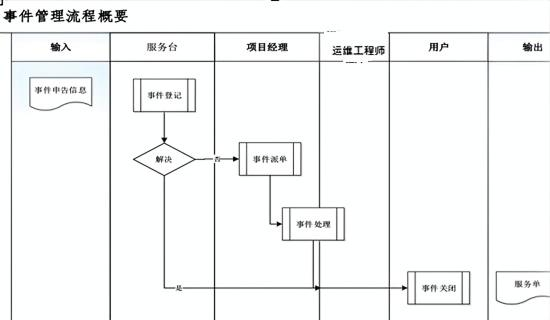 事件管理流程概要
输入
服务台
项目经理
运维工程师
用户
输出
事件申告信息
事件登记
解决
否
事件派单
事件处理
是
事件关闭
服务单